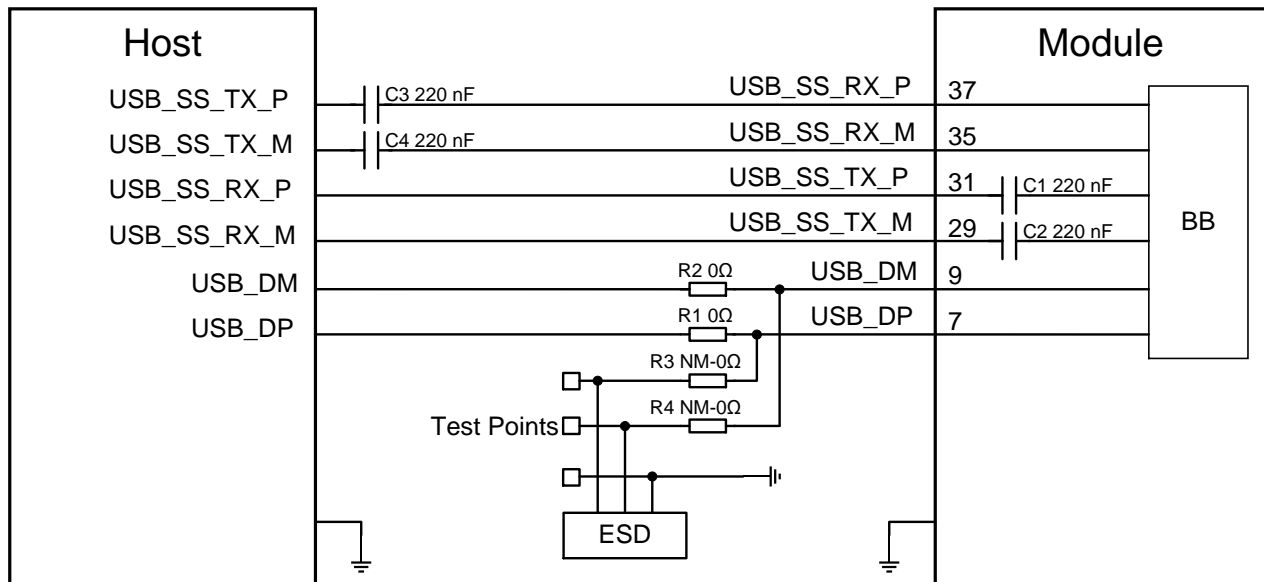 Host
Module
USB_SS_TX_P
C3 220 nF
USB_SS_RX_P
37
USB_SS_TX_M
C4 220 nF
USB_SS_RX_M
35
USB_SS_RX_P
USB_SS_TX_P
31
C1 220 nF
USB_SS_RX_M
USB_SS_TX_M
29
C2 220 nF
BB
USB_DM
R2 0Ω
USB_DM
9
USB_DP
R1 0Ω
USB_DP
7
R3 NM-0Ω
R4 NM-0Ω
Test Points
ESD